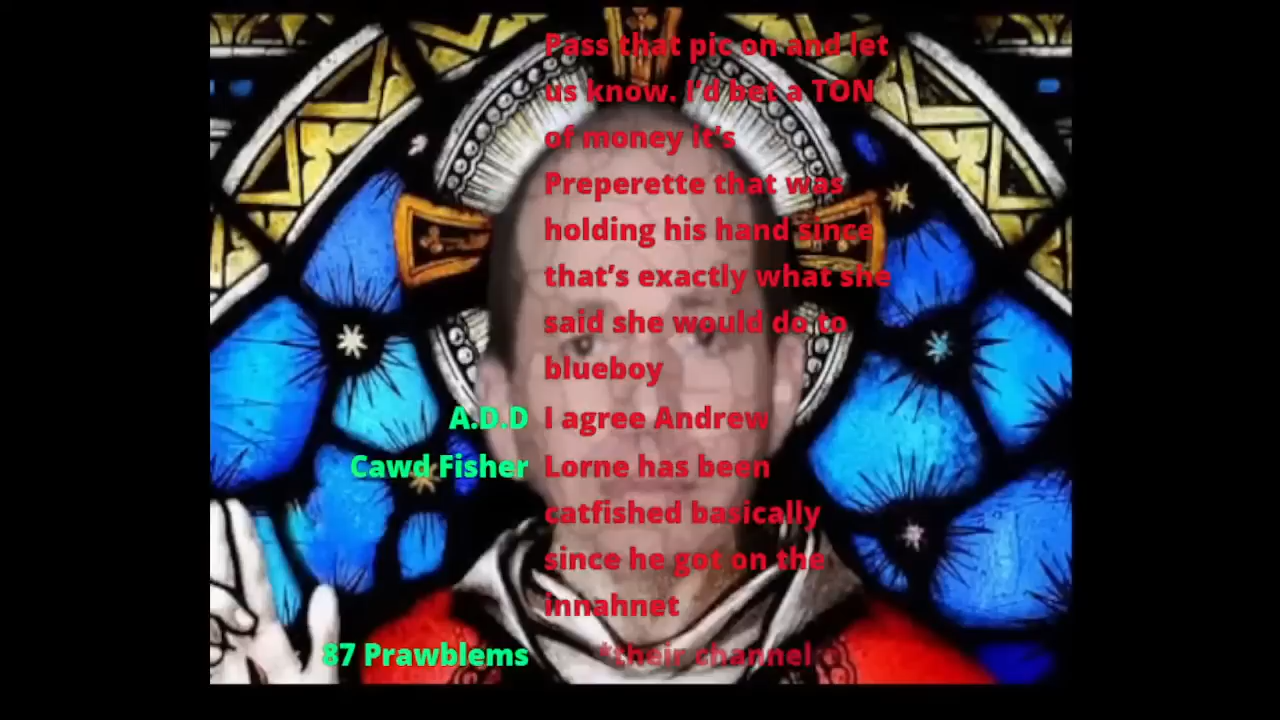 Pass that pic on and let
us know. I'd bet a TON
of money it's
Preperette that was
holding his hand since
that's exactly what she
said she would do to
blueboy
A.D.D I agree Andrew
Cawd Fisher Lorne has been
catfished basically
since he got on the
innahnet
87 Prawblems *their channel